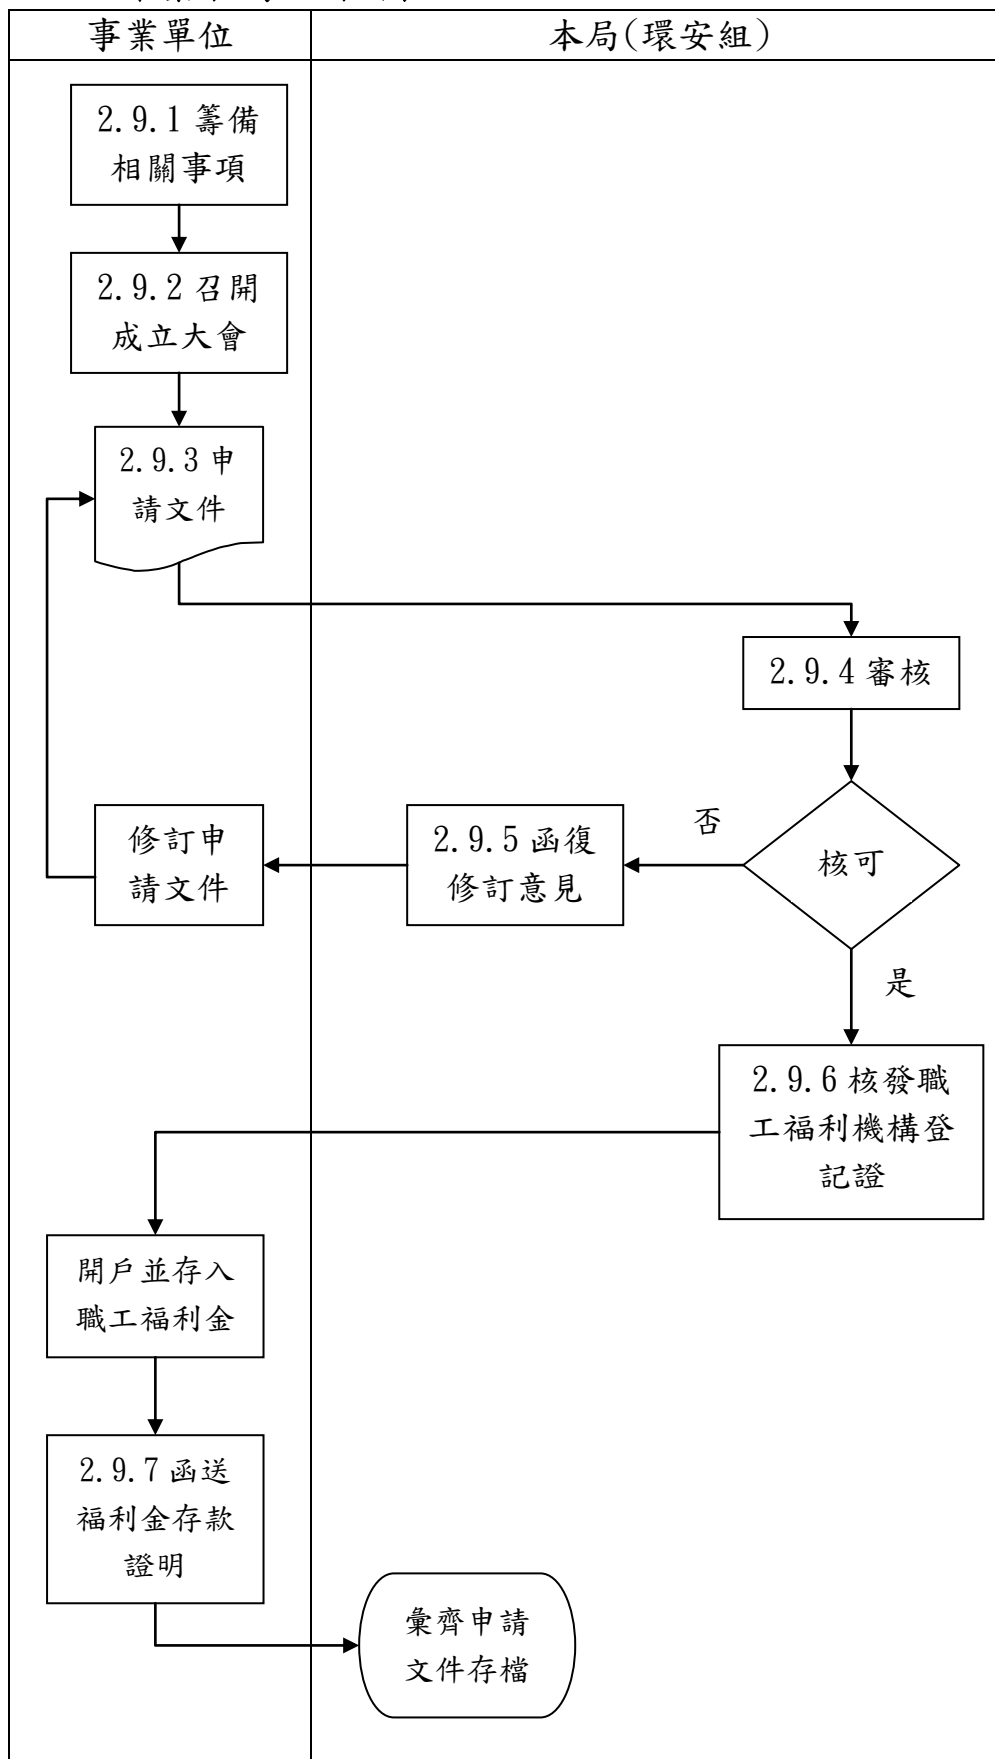 事業單位
本局(環安組)
2.9.1 籌備
相關事項
2.9.2 召開
成立大會
2.9.3 申
請文件
2.9.4 審核
核可
否
2.9.5 函復
修訂意見
修訂申
請文件
是
2.9.6 核發職
工福利機構登
記證
開戶並存入
職工福利金
2.9.7 函送
福利金存款
證明
彙齊申請
文件存檔